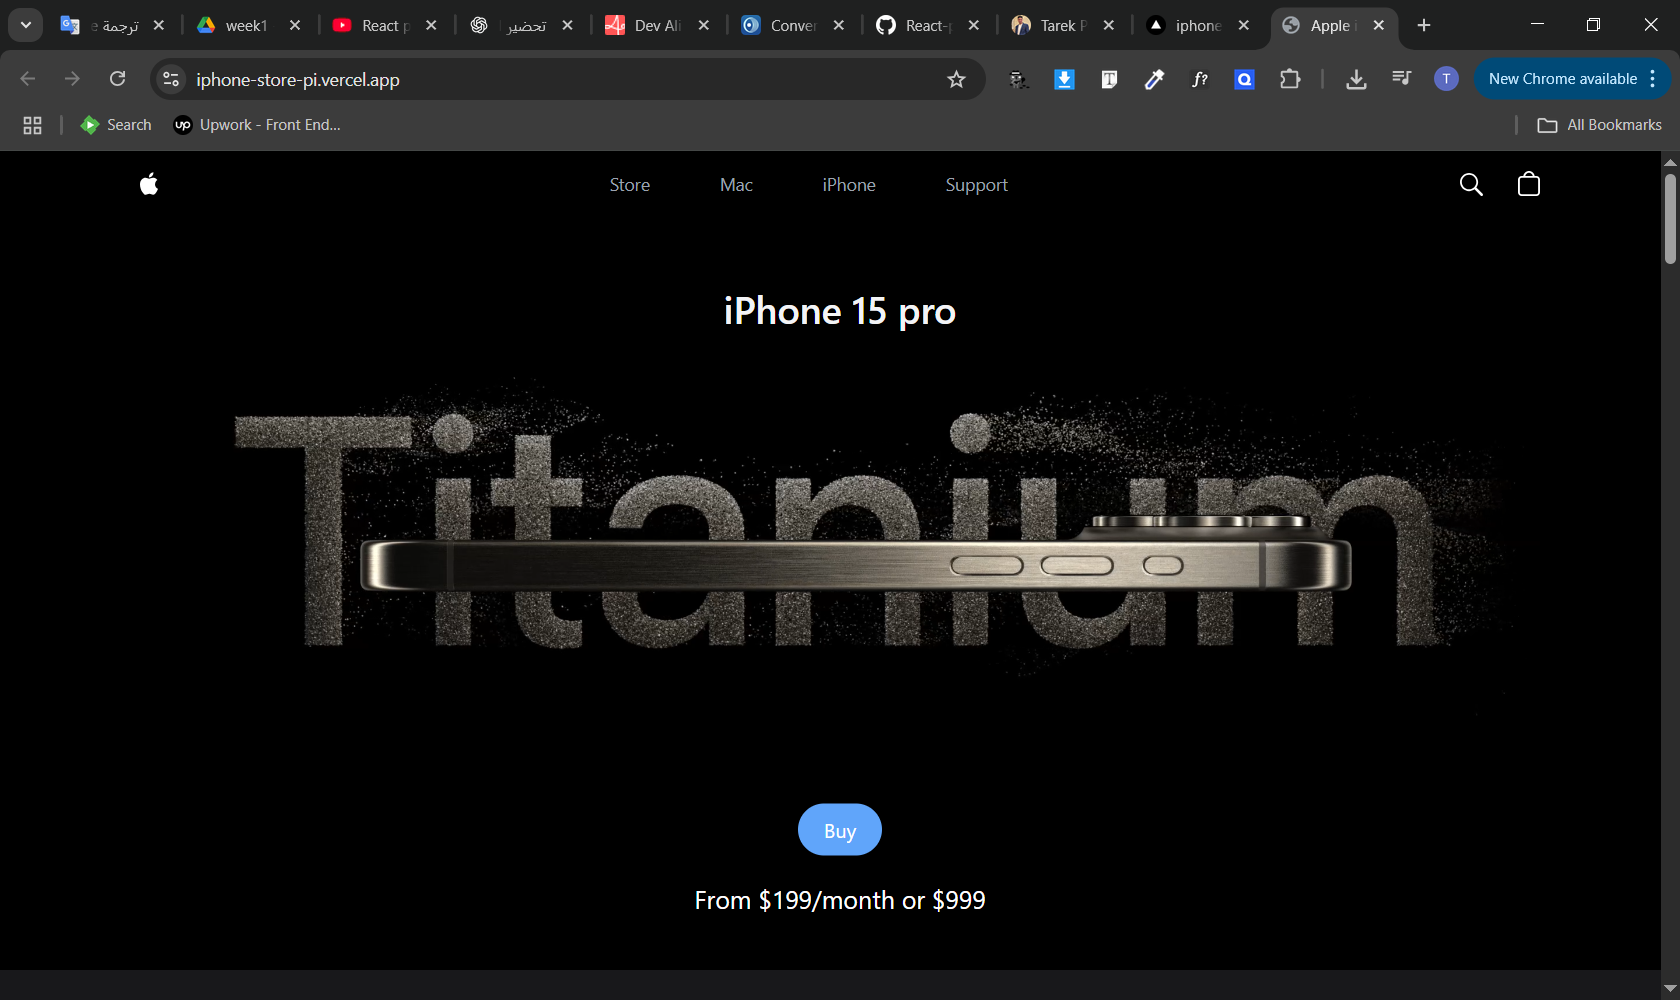 ترجمة e
week1
React p
تحضير
Dev Ali
Conver
React-p
Tarek P
iphone
Apple i
iphone-store-pi.vercel.app
f?
Q
T
New Chrome available
Search
up
Upwork - Front End...
All Bookmarks
Store
Mac
iPhone
Support
iPhone 15 pro
Titanium
Buy
From $199/month or $999